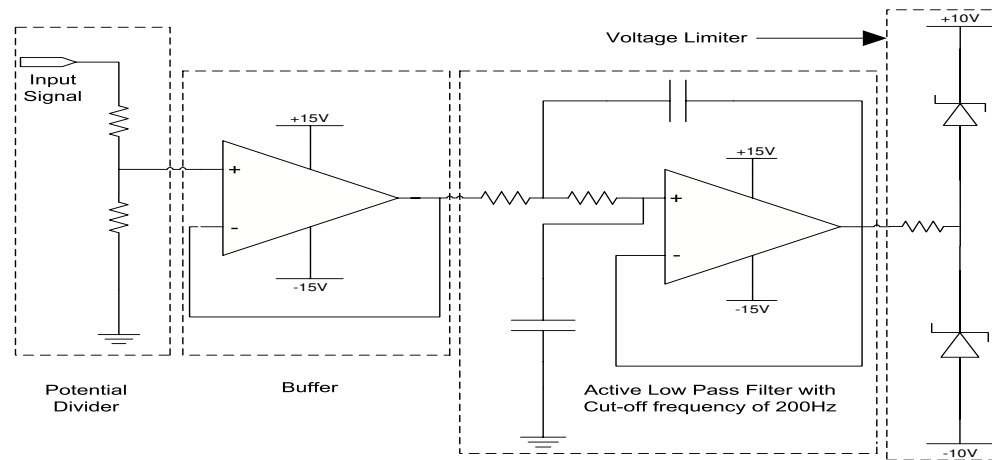 +10V
Voltage Limiter
Input
Signal
+15V
+
-
-15V
+15V
+
-
-15V
Potential
Divider
Buffer
Active Low Pass Filter with
Cut-off frequency of 200Hz
-10V